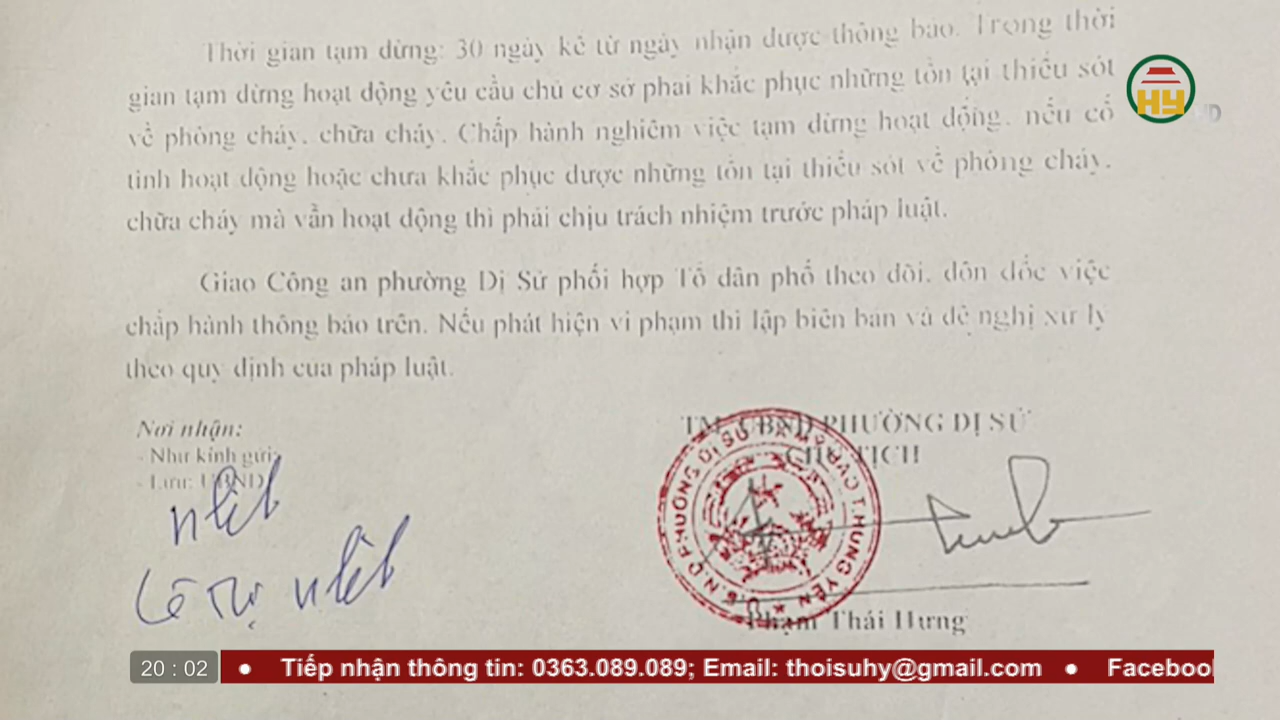 Thời gian tạm dừng: 30 ngày kể từ ngày nhận được thông báo. Trong thời
gian tạm dừng hoạt động yêu cầu chủ cơ sở phải khắc phục những tồn tại thiếu sót
về phòng cháy, chữa cháy. Chấp hành nghiêm việc tạm dừng hoạt động, nếu cố
tình hoạt động hoặc chưa khắc phục được những tồn tại thiếu sót về phòng cháy,
chữa cháy mà vẫn hoạt động thì phải chịu trách nhiệm trước pháp luật.
Giao Công an phường Dị Sử phối hợp Tổ dân phố theo dõi, đôn đốc việc
chấp hành thông báo trên. Nếu phát hiện vi phạm thì lập biên bản và đề nghị xử lý
theo quy định của pháp luật.
Nơi nhận:
- Như kính gửi;
- Lưu: UBND.
TM. UBND PHƯỜNG DỊ SỬ
CHỦ TỊCH
U.B.N.D PHƯỜNG DỊ SỬ T.HƯNG YÊN
Phạm Thái Hưng
HY
20 : 02
• Tiếp nhận thông tin: 0363.089.089; Email: thoisuhy@gmail.com • Facebook